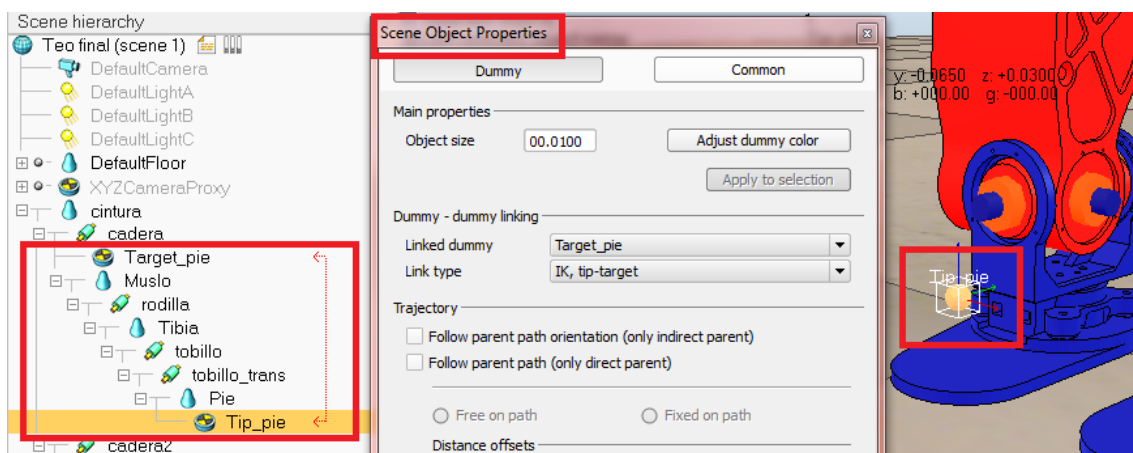 Scene hierarchy
Teo final (scene 1)
DefaultCamera
DefaultLightA
DefaultLightB
DefaultLightC
DefaultFloor
XYZCameraProxy
cintura
cadera
Target_pie
Muslo
rodilla
Tibia
tobillo
tobillo_trans
Pie
Tip_pie
cadera2
Scene Object Properties
Dummy
Common
Main properties
Object size 00.0100 Adjust dummy color
Apply to selection
Dummy - dummy linking
Linked dummy Target_pie
Link type IK, tip-target
Trajectory
Follow parent path orientation (only indirect parent)
Follow parent path (only direct parent)
Free on path Fixed on path
Distance offsets
y: -0.0650 z: +0.0300
b: +000.00 g: -000.00
Tip_pie